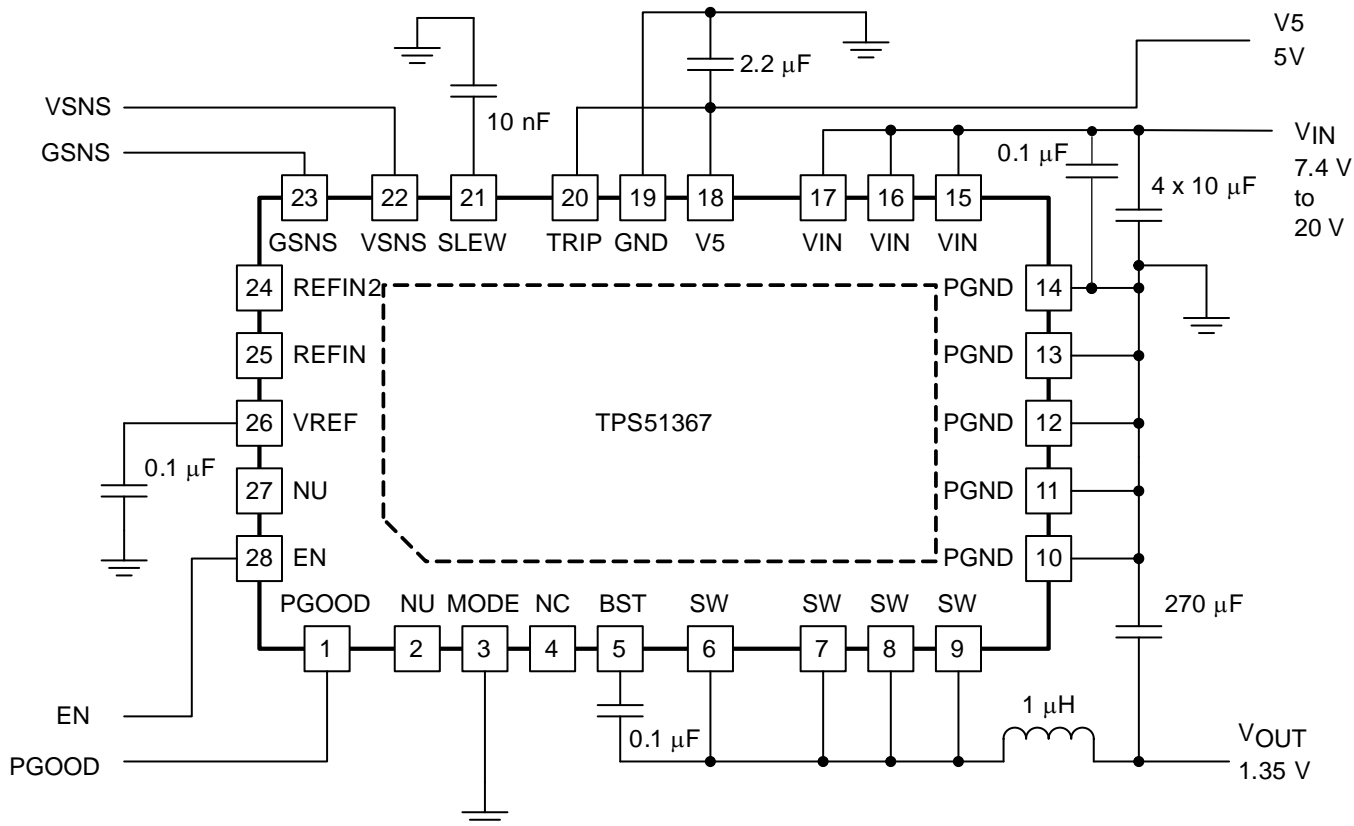 V5
5V
2.2 μF
10 nF
VSNS
GSNS
VIN
7.4 V
to
20 V
0.1 μF
4 x 10 μF
23 22 21 20 19 18 17 16 15
GSNS VSNS SLEW TRIP GND V5 VIN VIN VIN
24 REFIN2
PGND 14
25 REFIN
PGND 13
26 VREF
TPS51367
PGND 12
0.1 μF
27 NU
PGND 11
28 EN
PGND 10
PGOOD NU MODE NC BST SW SW SW SW
1 2 3 4 5 6 7 8 9
270 μF
EN
PGOOD
0.1 μF
1 μH
VOUT
1.35 V